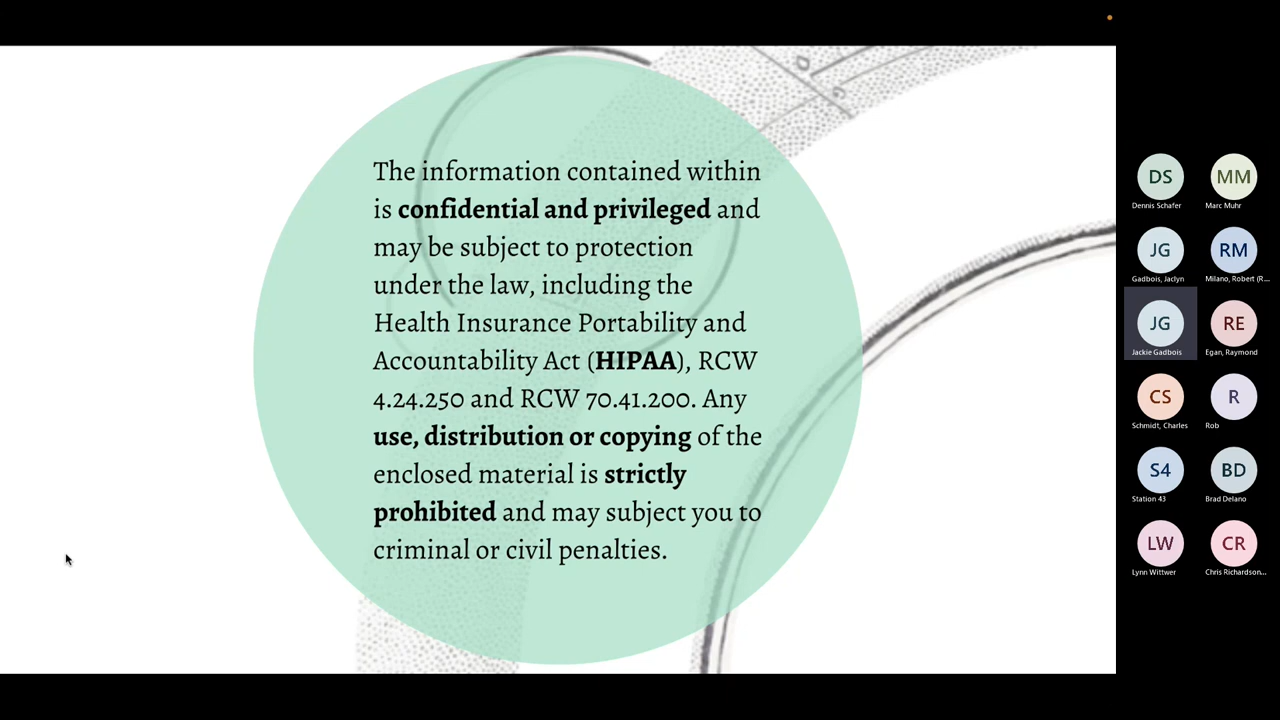 The information contained within
is confidential and privileged and
may be subject to protection
under the law, including the
Health Insurance Portability and
Accountability Act (HIPAA), RCW
4.24.250 and RCW 70.41.200. Any
use, distribution or copying of the
enclosed material is strictly
prohibited and may subject you to
criminal or civil penalties.
D
G
DS
MM
Dennis Schafer
Marc Muhr
JG
RM
Gadbois, Jaclyn
Milano, Robert (R...
JG
RE
Jackie Gadbois
Egan, Raymond
CS
R
Schmidt, Charles
Rob
S4
BD
Station 43
Brad Delano
LW
CR
Lynn Wittwer
Chris Richardson...